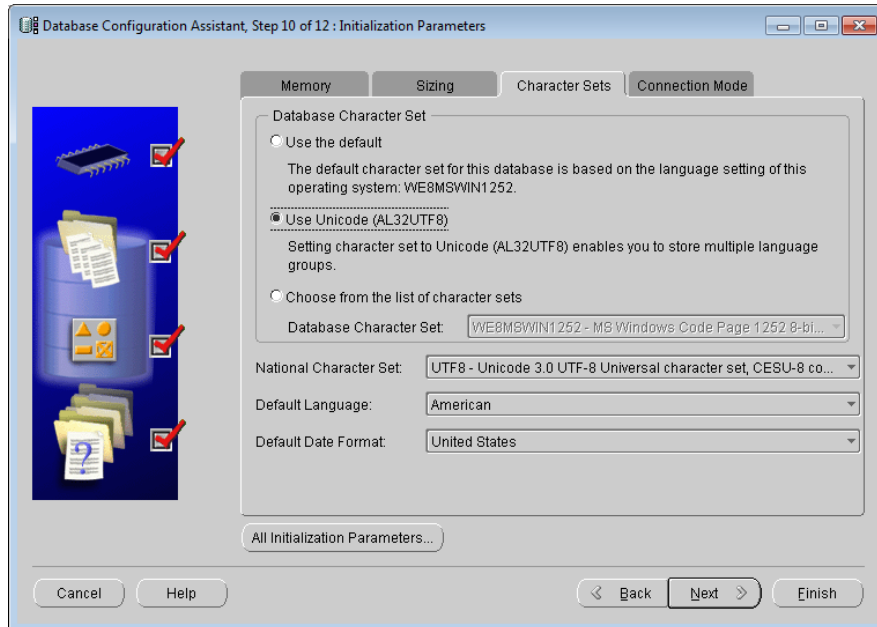 Database Configuration Assistant, Step 10 of 12 : Initialization Parameters
Memory Sizing Character Sets Connection Mode
Database Character Set
Use the default
The default character set for this database is based on the language setting of this
operating system: WE8MSWIN1252.
Use Unicode (AL32UTF8)
Setting character set to Unicode (AL32UTF8) enables you to store multiple language
groups.
Choose from the list of character sets
Database Character Set: WE8MSWIN1252 - MS Windows Code Page 1252 8-bi...
National Character Set: UTF8 - Unicode 3.0 UTF-8 Universal character set, CESU-8 co...
Default Language: American
Default Date Format: United States
?
All Initialization Parameters...
Cancel Help Back Next Finish